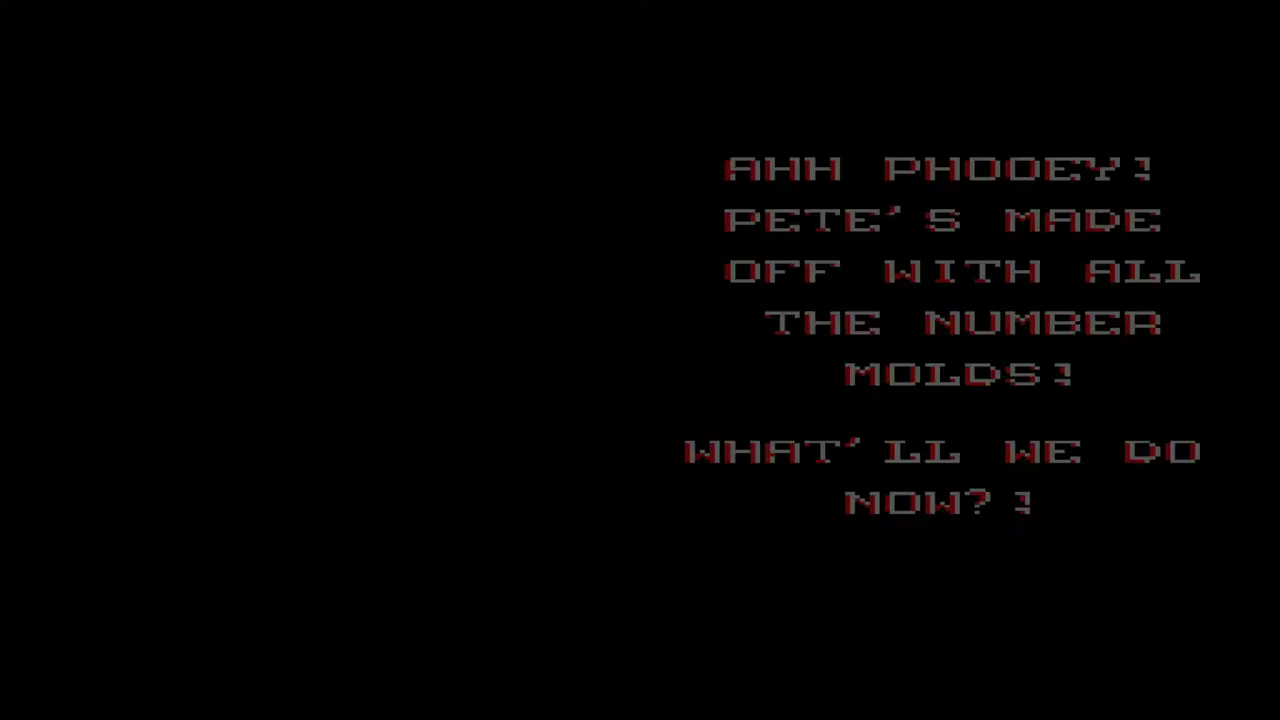 AHH PHOOEY!
PETE'S MADE
OFF WITH ALL
THE NUMBER
MOLDS!
WHAT'LL WE DO
NOW?!